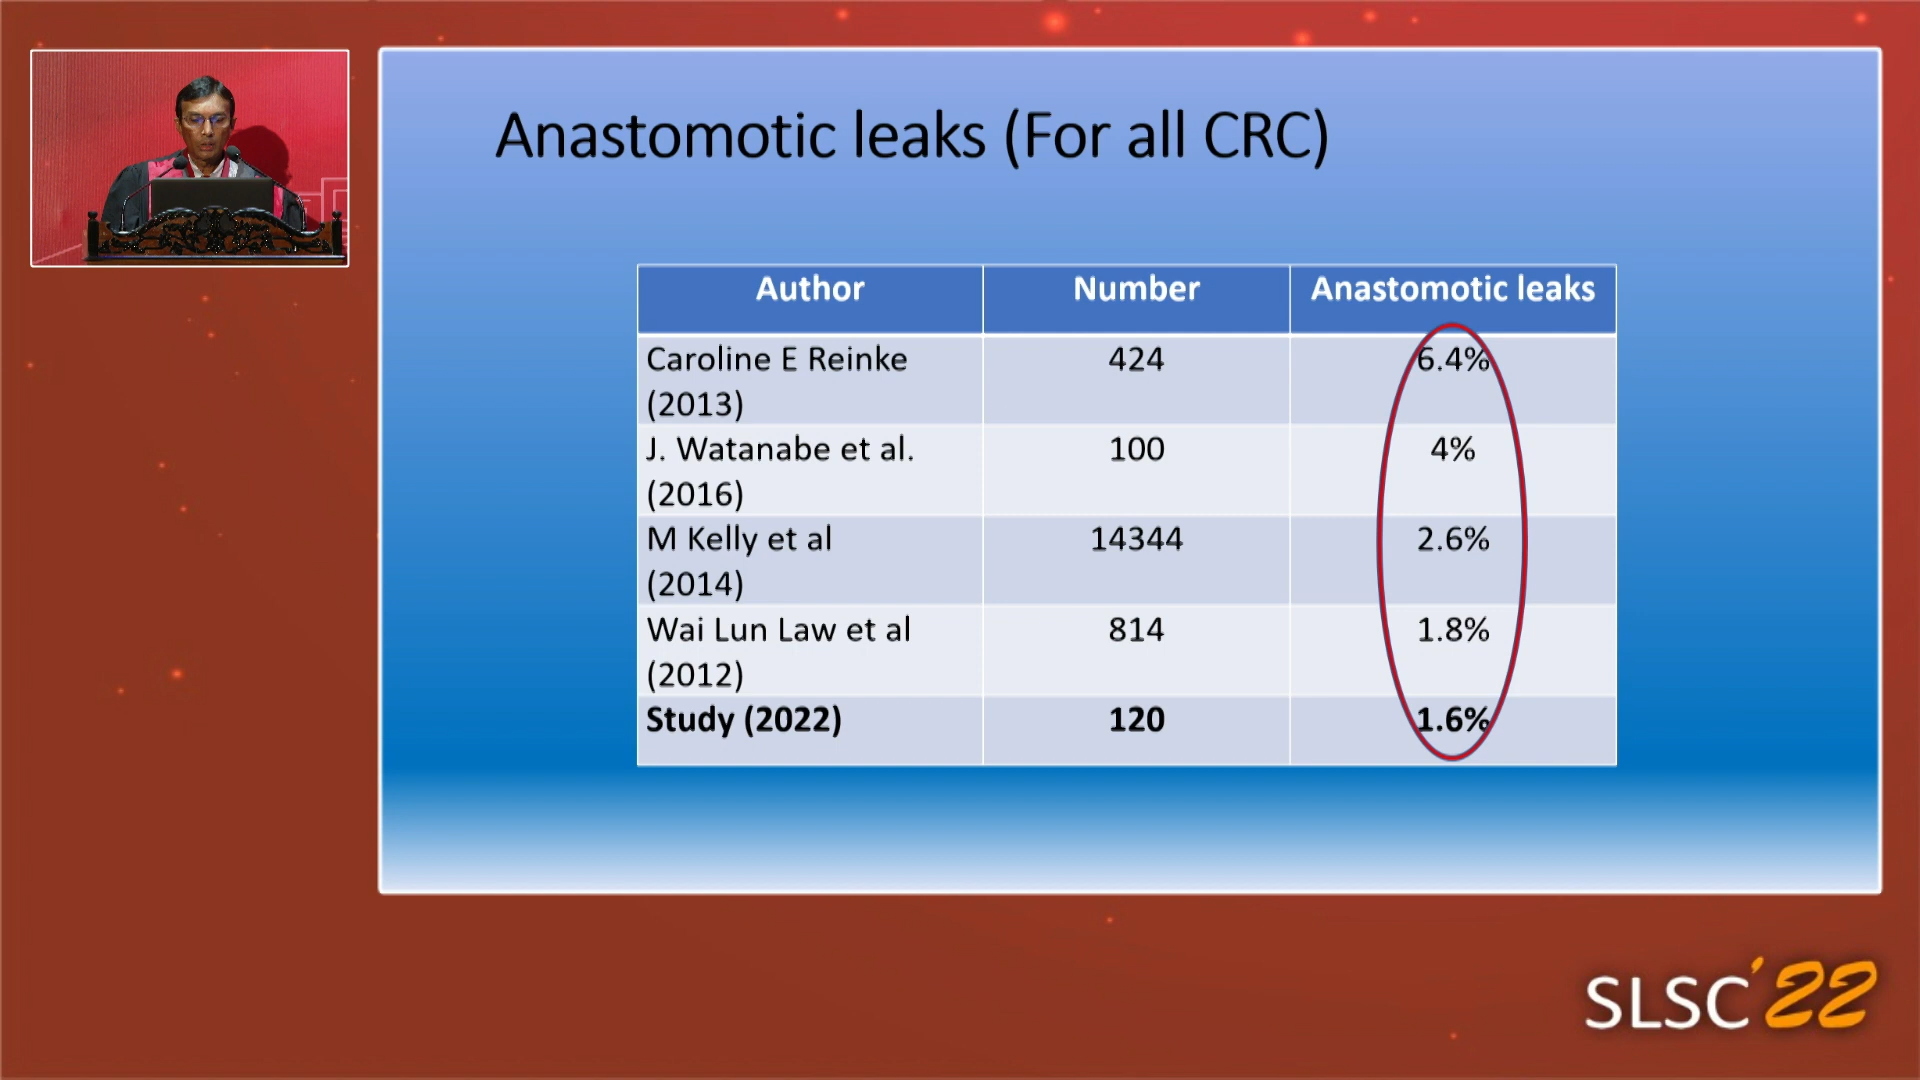 Anastomotic leaks (For all CRC)
Author Number Anastomotic leaks
Caroline E Reinke 424 6.4%
(2013)
J. Watanabe et al. 100 4%
(2016)
M Kelly et al 14344 2.6%
(2014)
Wai Lun Law et al 814 1.8%
(2012)
Study (2022) 120 1.6%
SLSC'22